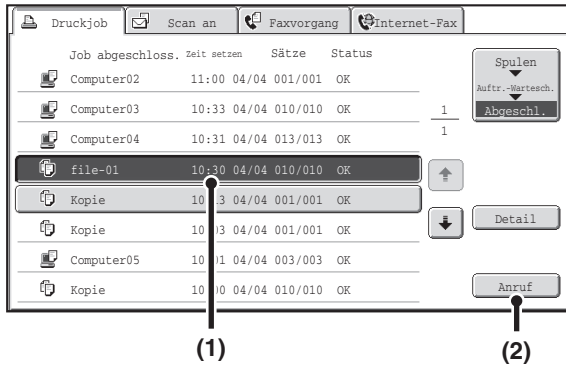 Druckjob Scan an Faxvorgang Internet-Fax
Job abgeschloss. Zeit setzen Sätze Status
Computer02 11:00 04/04 001/001 OK
Computer03 10:33 04/04 010/010 OK
Computer04 10:31 04/04 013/013 OK
file-01 10:30 04/04 010/010 OK
Kopie 04/04 001/001 OK
Kopie 04/04 001/001 OK
Computer05 04/04 003/003 OK
Kopie 04/04 010/010 OK
1
1
Spulen
Auftr.-Wartesch.
Abgeschl.
Detail
Anruf
(1)
(2)